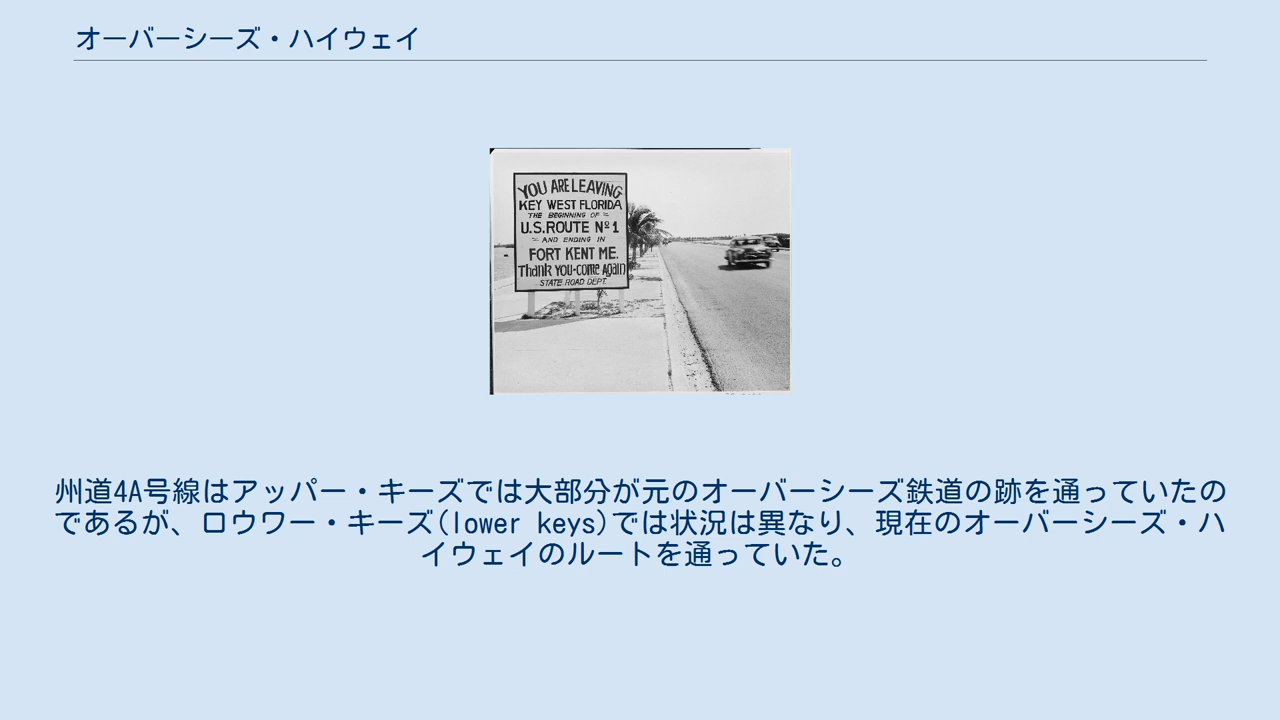 オーバーシーズ・ハイウェイ
YOU ARE LEAVING
KEY WEST FLORIDA
THE BEGINNING OF
U.S.ROUTE Nº 1
AND ENDING IN
FORT KENT ME.
Thank you-come Again
STATE ROAD DEPT.
州道4A号線はアッパー・キーズでは大部分が元のオーバーシーズ鉄道の跡を通っていたの
であるが、ロウワー・キーズ(lower keys)では状況は異なり、現在のオーバーシーズ・ハ
イウェイのルートを通っていた。